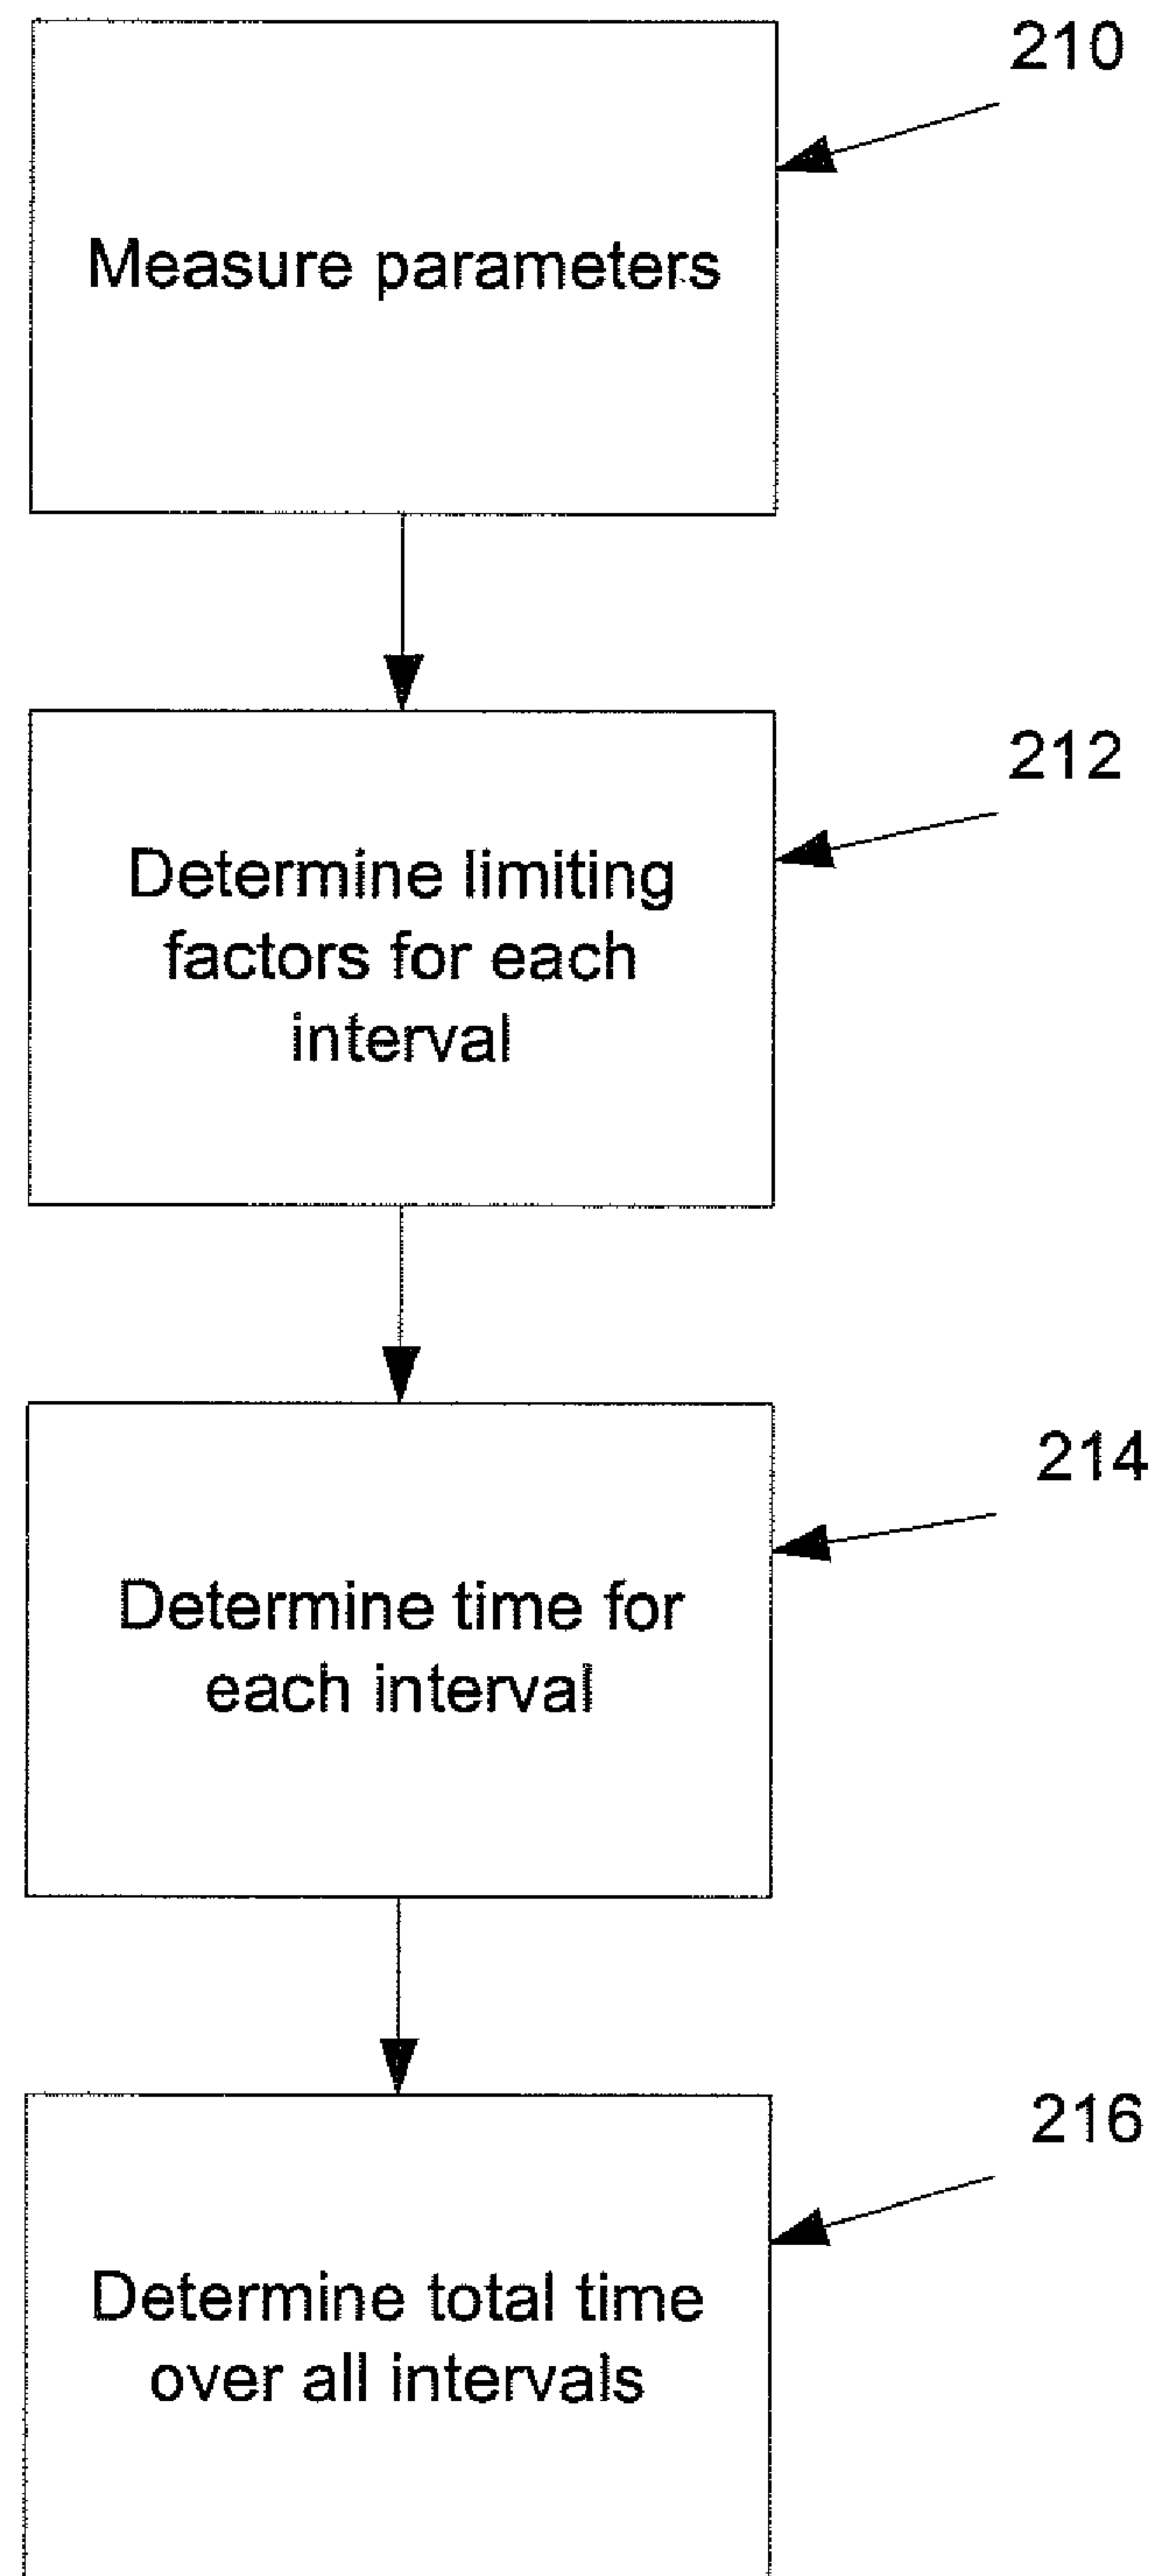 210
Measure parameters
212
Determine limiting
factors for each
interval
214
Determine time for
each interval
216
Determine total time
over all intervals